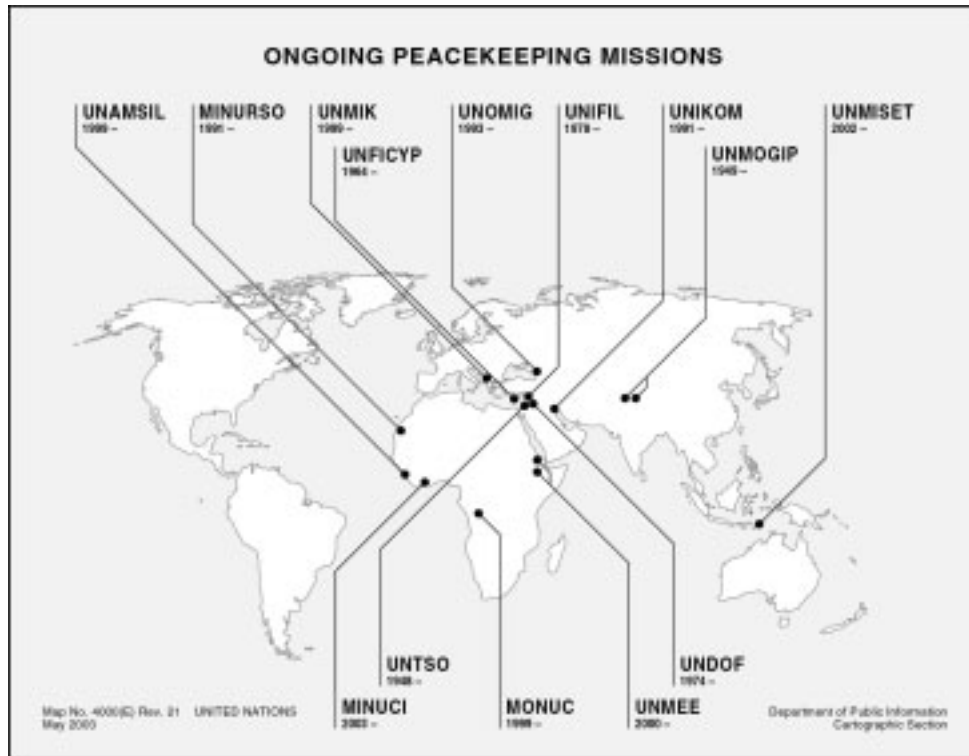 ONGOING PEACEKEEPING MISSIONS
UNAMSIL
1999 –
MINURSO
1991 –
UNMIK
1999 –
UNOMIG
1993 –
UNIFIL
1978 –
UNIKOM
1991 –
UNMISET
2002 –
UNFICYP
1964 –
UNMOGIP
1949 –
UNTSO
1948 –
UNDOF
1974 –
MINUCI
2003 –
MONUC
1999 –
UNMEE
2000 –
Map No. 4000(E) Rev. 21 UNITED NATIONS
May 2003
Department of Public Information
Cartographic Section